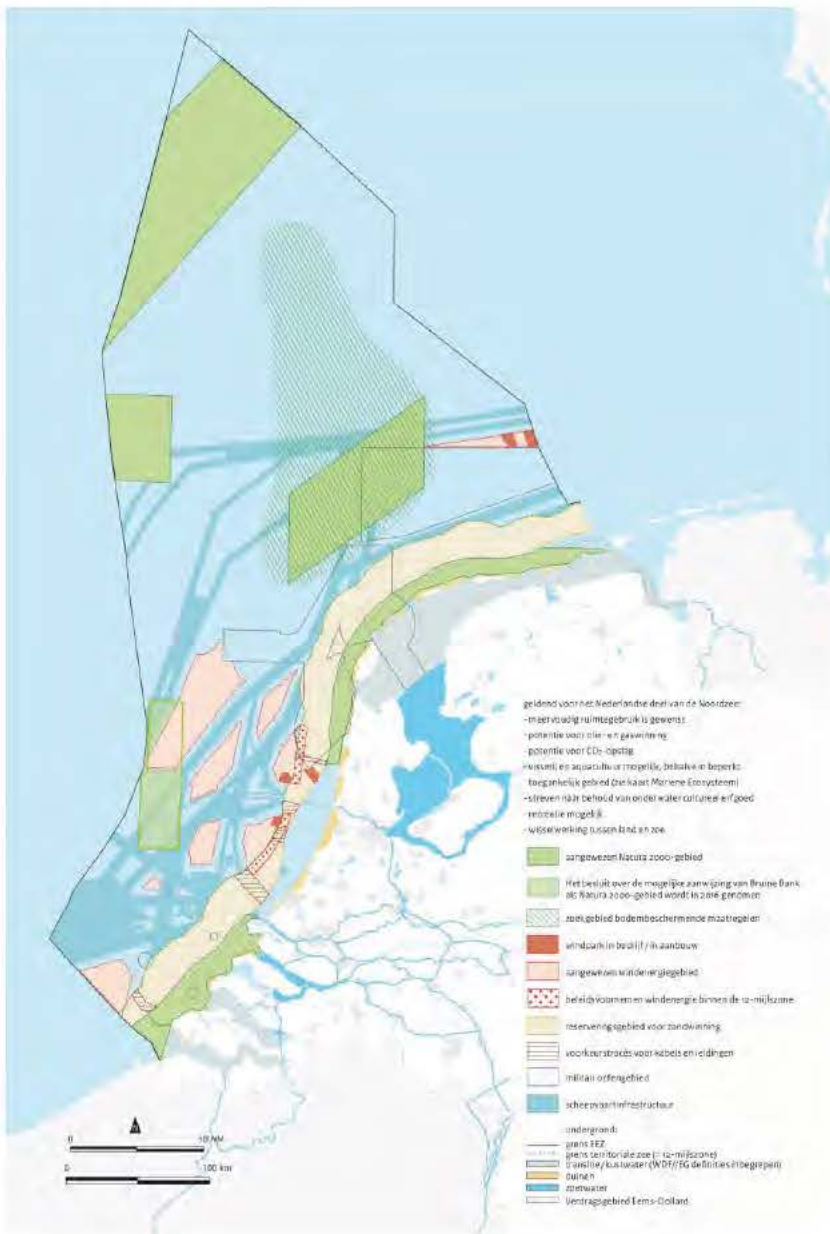 geldend voor het Nederlandse deel van de Noordzee:
- meervoudig ruimtegebruik is gewenst
- potentie voor olie- en gaswinning
- potentie voor CO₂-opslag
- visserij en aquacultuur mogelijk, behalve in beperkt
toegankelijk gebied (zie kaart Mariene Ecosysteem)
- streven naar behoud van onder water cultureel erfgoed
- recreatie mogelijk
- wisselwerking tussen land en zee
aangewezen Natura 2000-gebied
Het besluit over de mogelijke aanwijzing van Bruine Bank
als Natura 2000-gebied wordt in 2016 genomen
zoekgebied bodembeschermende maatregelen
windpark in bedrijf / in aanbouw
aangewezen windenergiegebied
beleidsvoornemen windenergie binnen de 12-mijlszone
reserveringsgebied voor zandwinning
voorkeurstracés voor kabels en leidingen
militair oefengebied
scheepvaartinfrastructuur
ondergrond:
grens EEZ
grens territoriale zee (= 12-mijlszone)
transitie/ kustwater (definities inbegrepen)
duinen
zoetwater
Verdragsgebied Eems-Dollard
0 50 NM
0 100 km